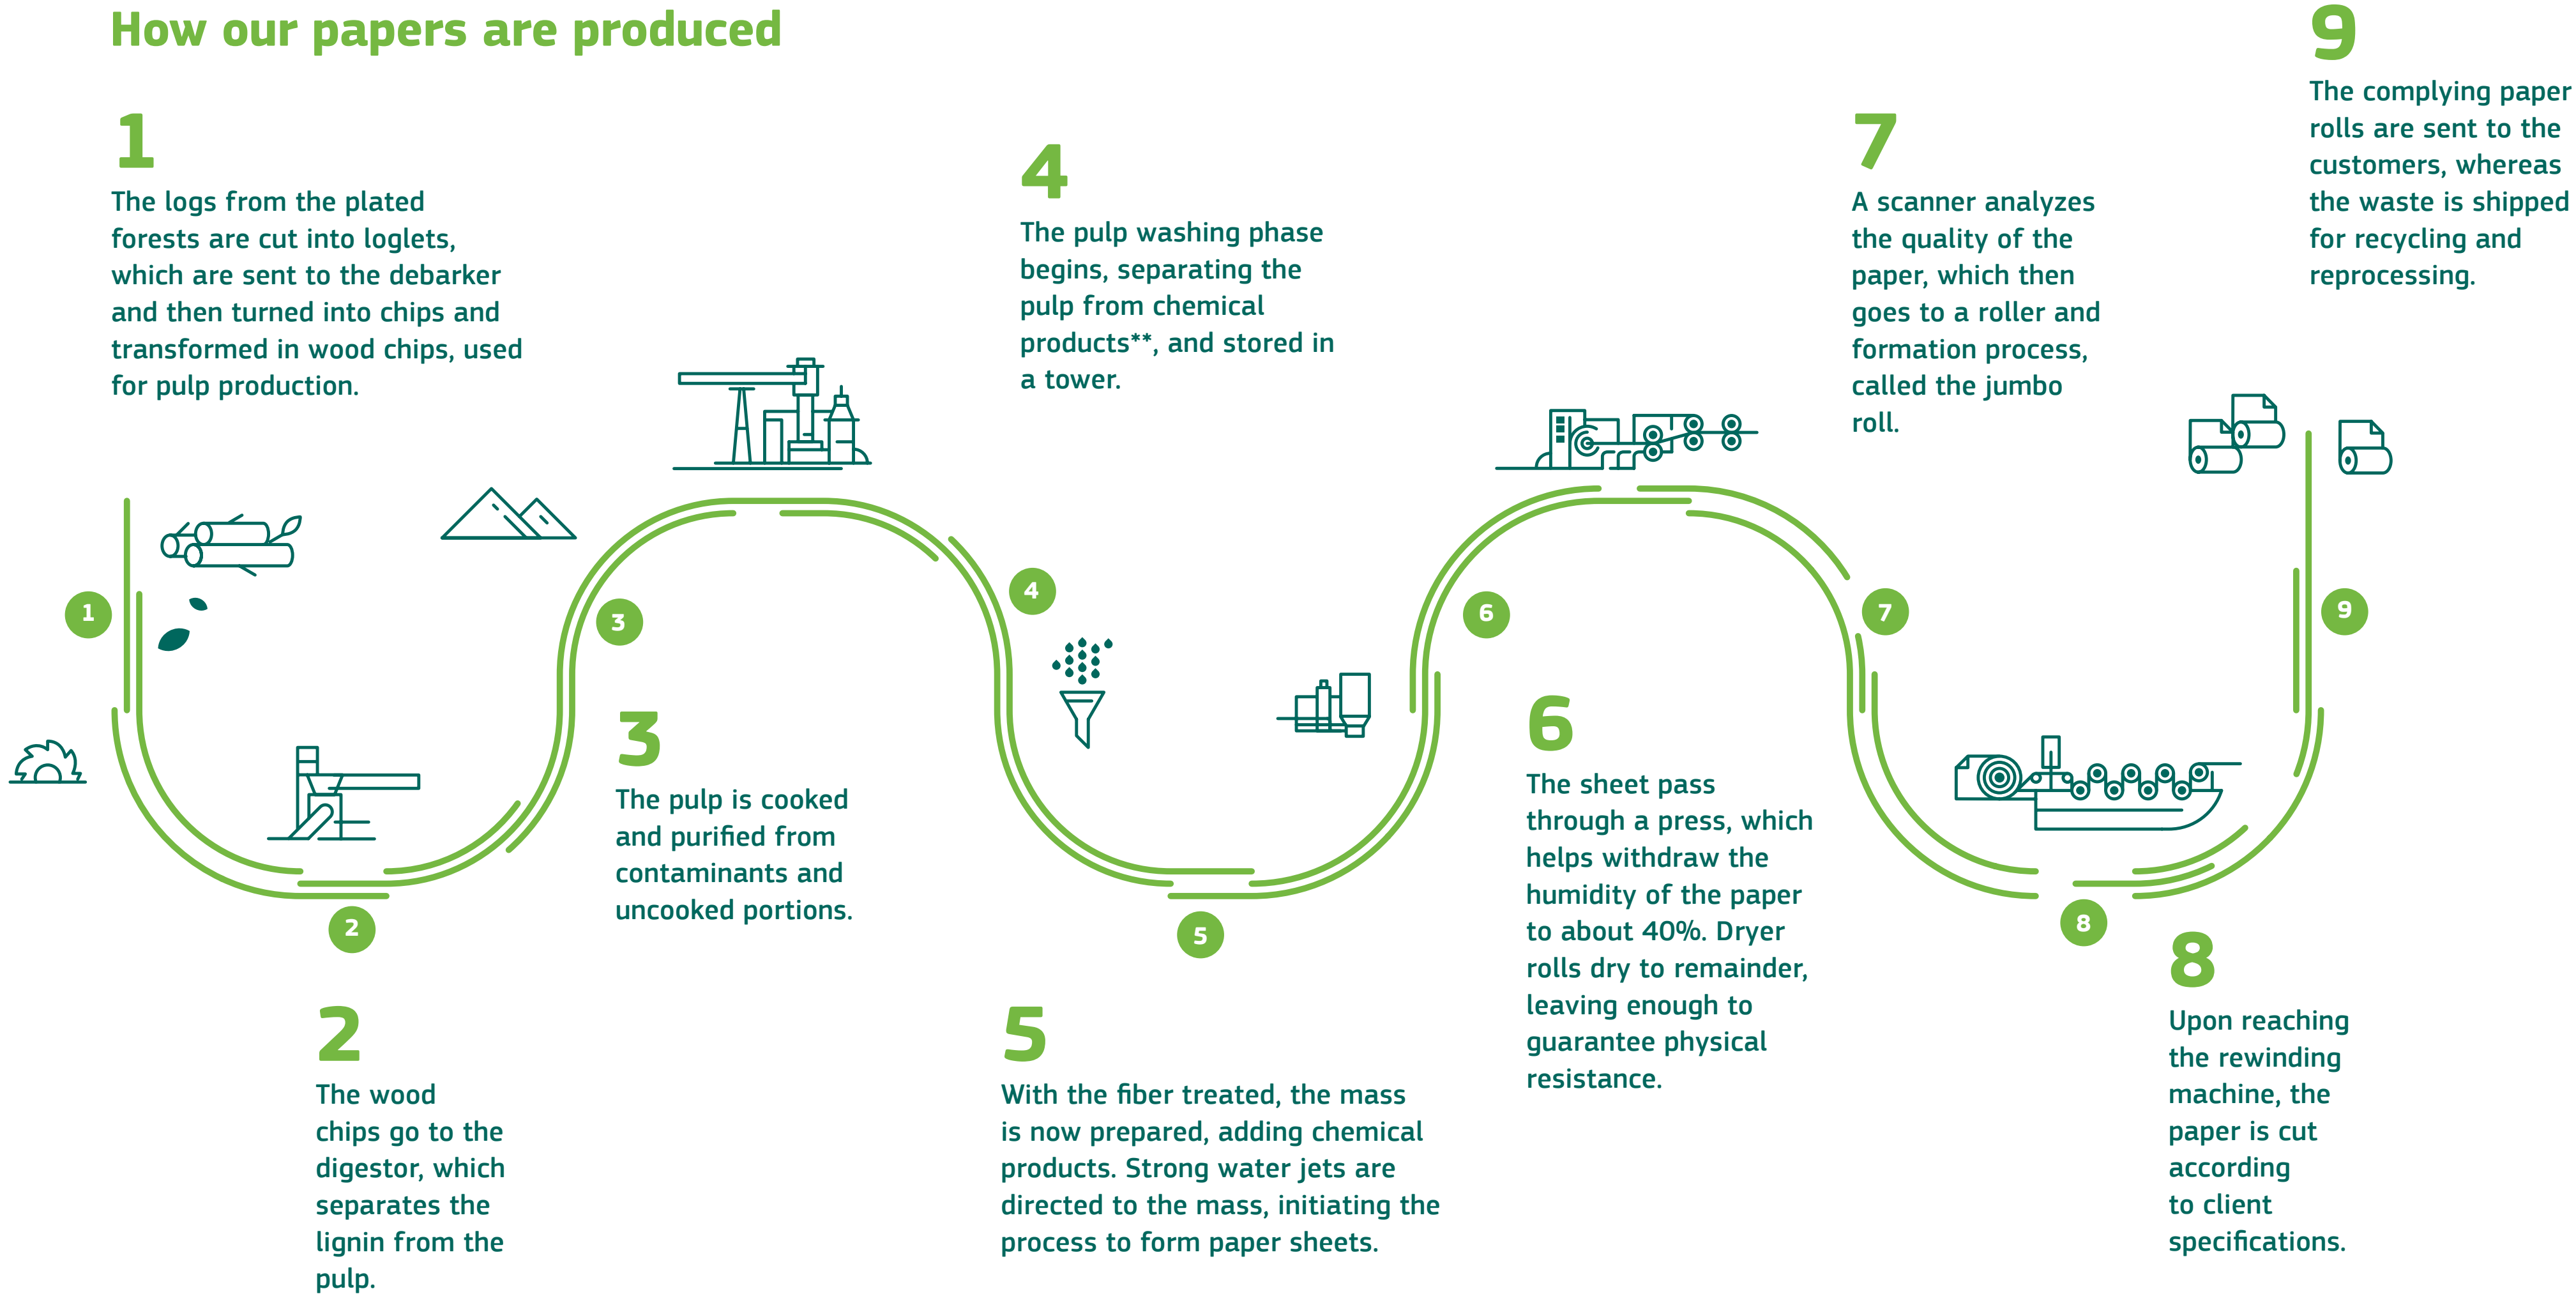 How our papers are produced
1
The logs from the plated
forests are cut into loglets,
which are sent to the debarker
and then turned into chips and
transformed in wood chips, used
for pulp production.
2
The wood
chips go to the
digestor, which
separates the
lignin from the
pulp.
3
The pulp is cooked
and purified from
contaminants and
uncooked portions.
4
The pulp washing phase
begins, separating the
pulp from chemical
products**, and stored in
a tower.
5
With the fiber treated, the mass
is now prepared, adding chemical
products. Strong water jets are
directed to the mass, initiating the
process to form paper sheets.
6
The sheet pass
through a press, which
helps withdraw the
humidity of the paper
to about 40%. Dryer
rolls dry to remainder,
leaving enough to
guarantee physical
resistance.
7
A scanner analyzes
the quality of the
paper, which then
goes to a roller and
formation process,
called the jumbo
roll.
8
Upon reaching
the rewinding
machine, the
paper is cut
according
to client
specifications.
9
The complying paper
rolls are sent to the
customers, whereas
the waste is shipped
for recycling and
reprocessing.
1
2
3
4
5
6
7
8
9